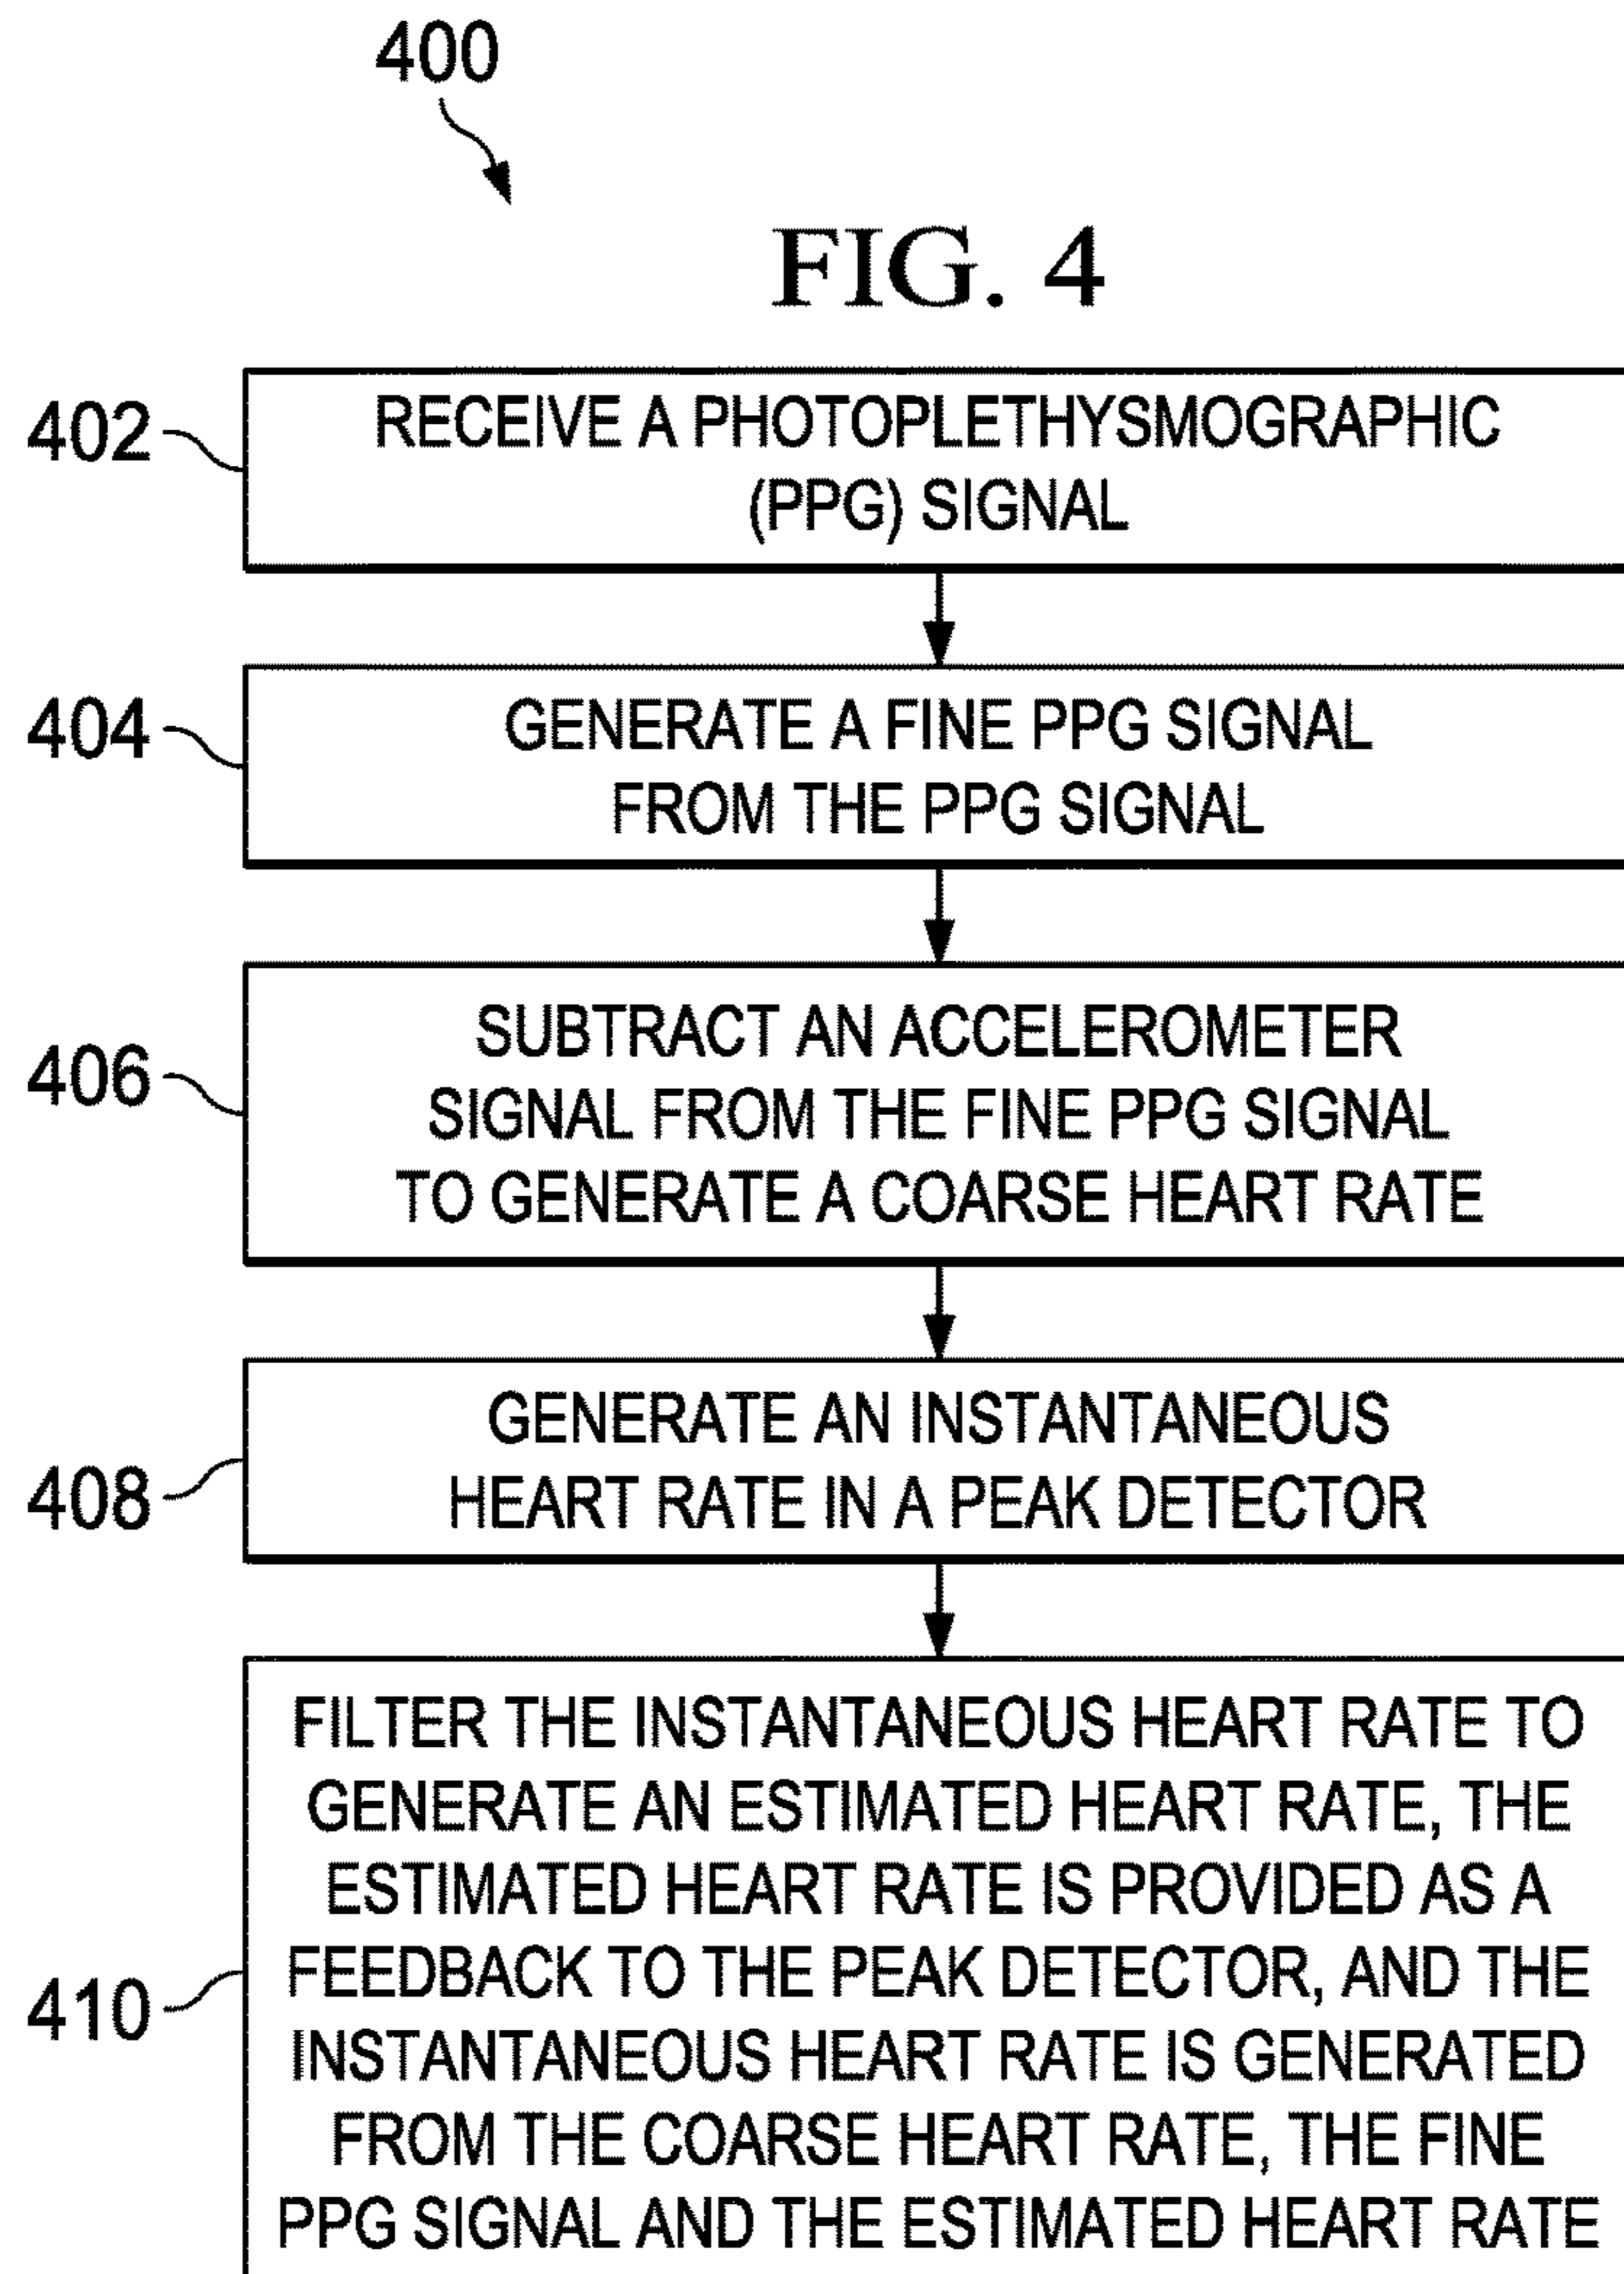 400
FIG. 4
402
RECEIVE A PHOTOPLETHYSMOGRAPHIC
(PPG) SIGNAL
404
GENERATE A FINE PPG SIGNAL
FROM THE PPG SIGNAL
406
SUBTRACT AN ACCELEROMETER
SIGNAL FROM THE FINE PPG SIGNAL
TO GENERATE A COARSE HEART RATE
408
GENERATE AN INSTANTANEOUS
HEART RATE IN A PEAK DETECTOR
410
FILTER THE INSTANTANEOUS HEART RATE TO
GENERATE AN ESTIMATED HEART RATE, THE
ESTIMATED HEART RATE IS PROVIDED AS A
FEEDBACK TO THE PEAK DETECTOR, AND THE
INSTANTANEOUS HEART RATE IS GENERATED
FROM THE COARSE HEART RATE, THE FINE
PPG SIGNAL AND THE ESTIMATED HEART RATE